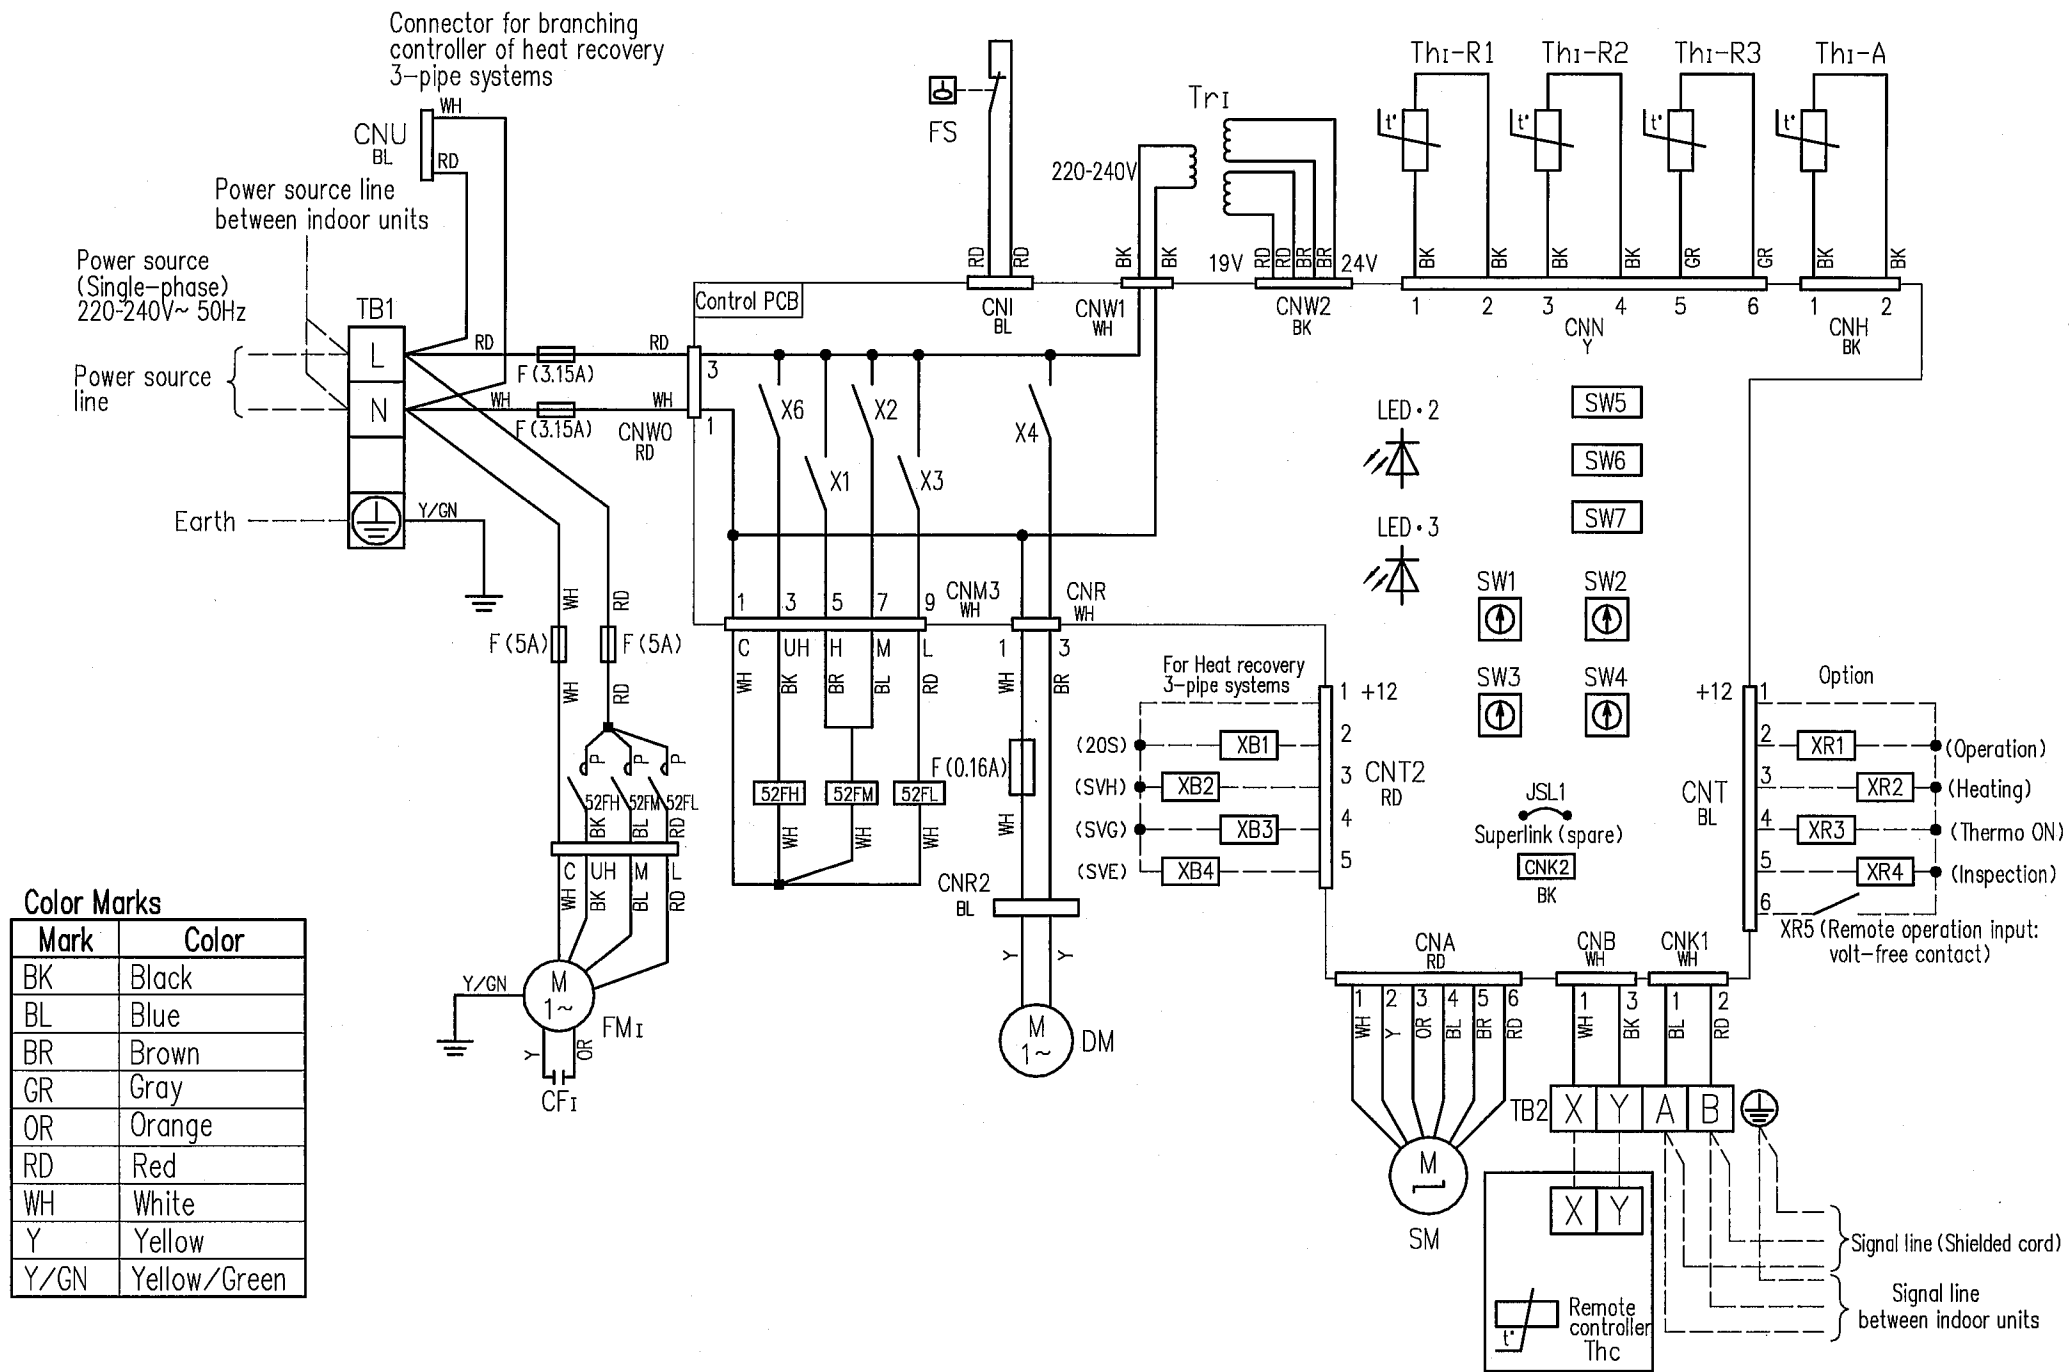 Connector for branching
controller of heat recovery
3-pipe systems
WH
CNU
BL
RD
Power source line
between indoor units
Power source
(Single-phase)
220-240V~ 50Hz
TB1
L
N
Power source
line
Earth
Y/GN
RD
F(3.15A)
RD
WH
F(3.15A)
WH
CNW0
RD
3
1
Control PCB
FS
RD
RD
CNI
BL
TrI
220-240V
BK
BK
CNW1
WH
19V
RD
RD
BR
BR
24V
CNW2
BK
ThI-R1
ThI-R2
ThI-R3
ThI-A
t°
t°
t°
t°
BK
BK
BK
BK
GR
GR
BK
BK
1
2
3
4
5
6
CNN
Y
1
2
CNH
BK
X6
X1
X2
X3
X4
LED·2
LED·3
SW5
SW6
SW7
SW1
SW2
SW3
SW4
WH
RD
F(5A)
F(5A)
WH
RD
P
P
P
52FH
52FM
52FL
BK
BL
RD
C
UH
M
L
WH
BK
BL
RD
Y/GN
M
1~
FMI
Y
OR
CFI
1
3
5
7
9
CNM3
WH
C
UH
H
M
L
WH
BK
BR
BL
RD
52FH
52FM
52FL
WH
WH
WH
CNR
WH
1
3
WH
BR
F(0.16A)
WH
CNR2
BL
Y
Y
M
1~
DM
For Heat recovery
3-pipe systems
(20S)
XB1
(SVH)
XB2
(SVG)
XB3
(SVE)
XB4
1
+12
2
3
4
5
CNT2
RD
JSL1
Superlink (spare)
CNK2
BK
Option
+12
1
2
3
4
5
6
CNT
BL
XR1
(Operation)
XR2
(Heating)
XR3
(Thermo ON)
XR4
(Inspection)
XR5 (Remote operation input:
volt-free contact)
CNA
RD
1
2
3
4
5
6
WH
Y
OR
BL
BR
RD
M
SM
CNB
WH
1
3
WH
BK
CNK1
WH
1
2
BL
RD
TB2
X
Y
A
B
X
Y
t°
Remote
controller
Thc
Signal line (Shielded cord)
Signal line
between indoor units
Color Marks
Mark Color
BK Black
BL Blue
BR Brown
GR Gray
OR Orange
RD Red
WH White
Y Yellow
Y/GN Yellow/Green